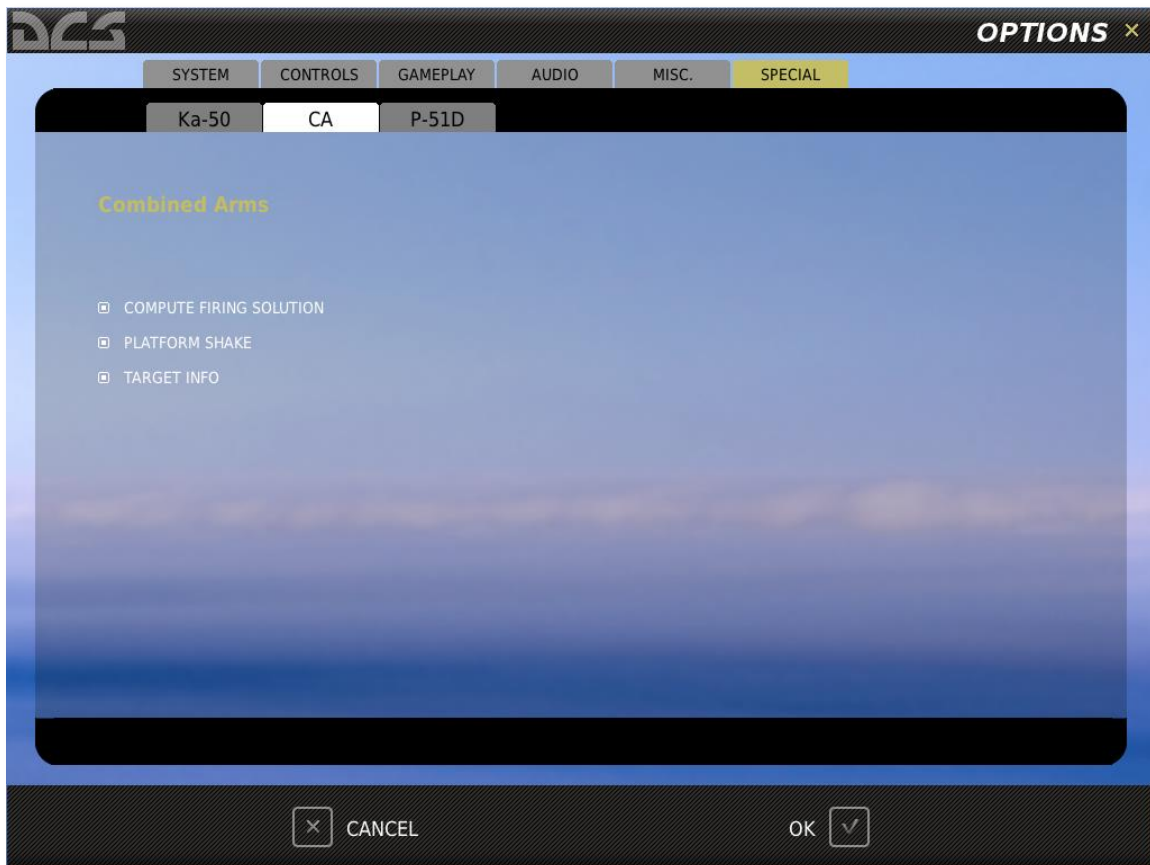 DCS OPTIONS
SYSTEM CONTROLS GAMEPLAY AUDIO MISC. SPECIAL
Ka-50 CA P-51D
Combined Arms
COMPUTE FIRING SOLUTION
PLATFORM SHAKE
TARGET INFO
CANCEL OK